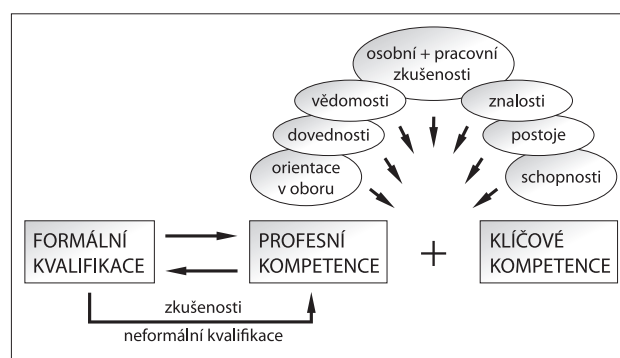 osobní + pracovní
zkušenosti
vědomosti
znalosti
dovednosti
postoje
orientace
v oboru
schopnosti
FORMÁLNÍ
KVALIFIKACE
PROFESNÍ
KOMPETENCE
+
KLÍČOVÉ
KOMPETENCE
zkušenosti
neformální kvalifikace